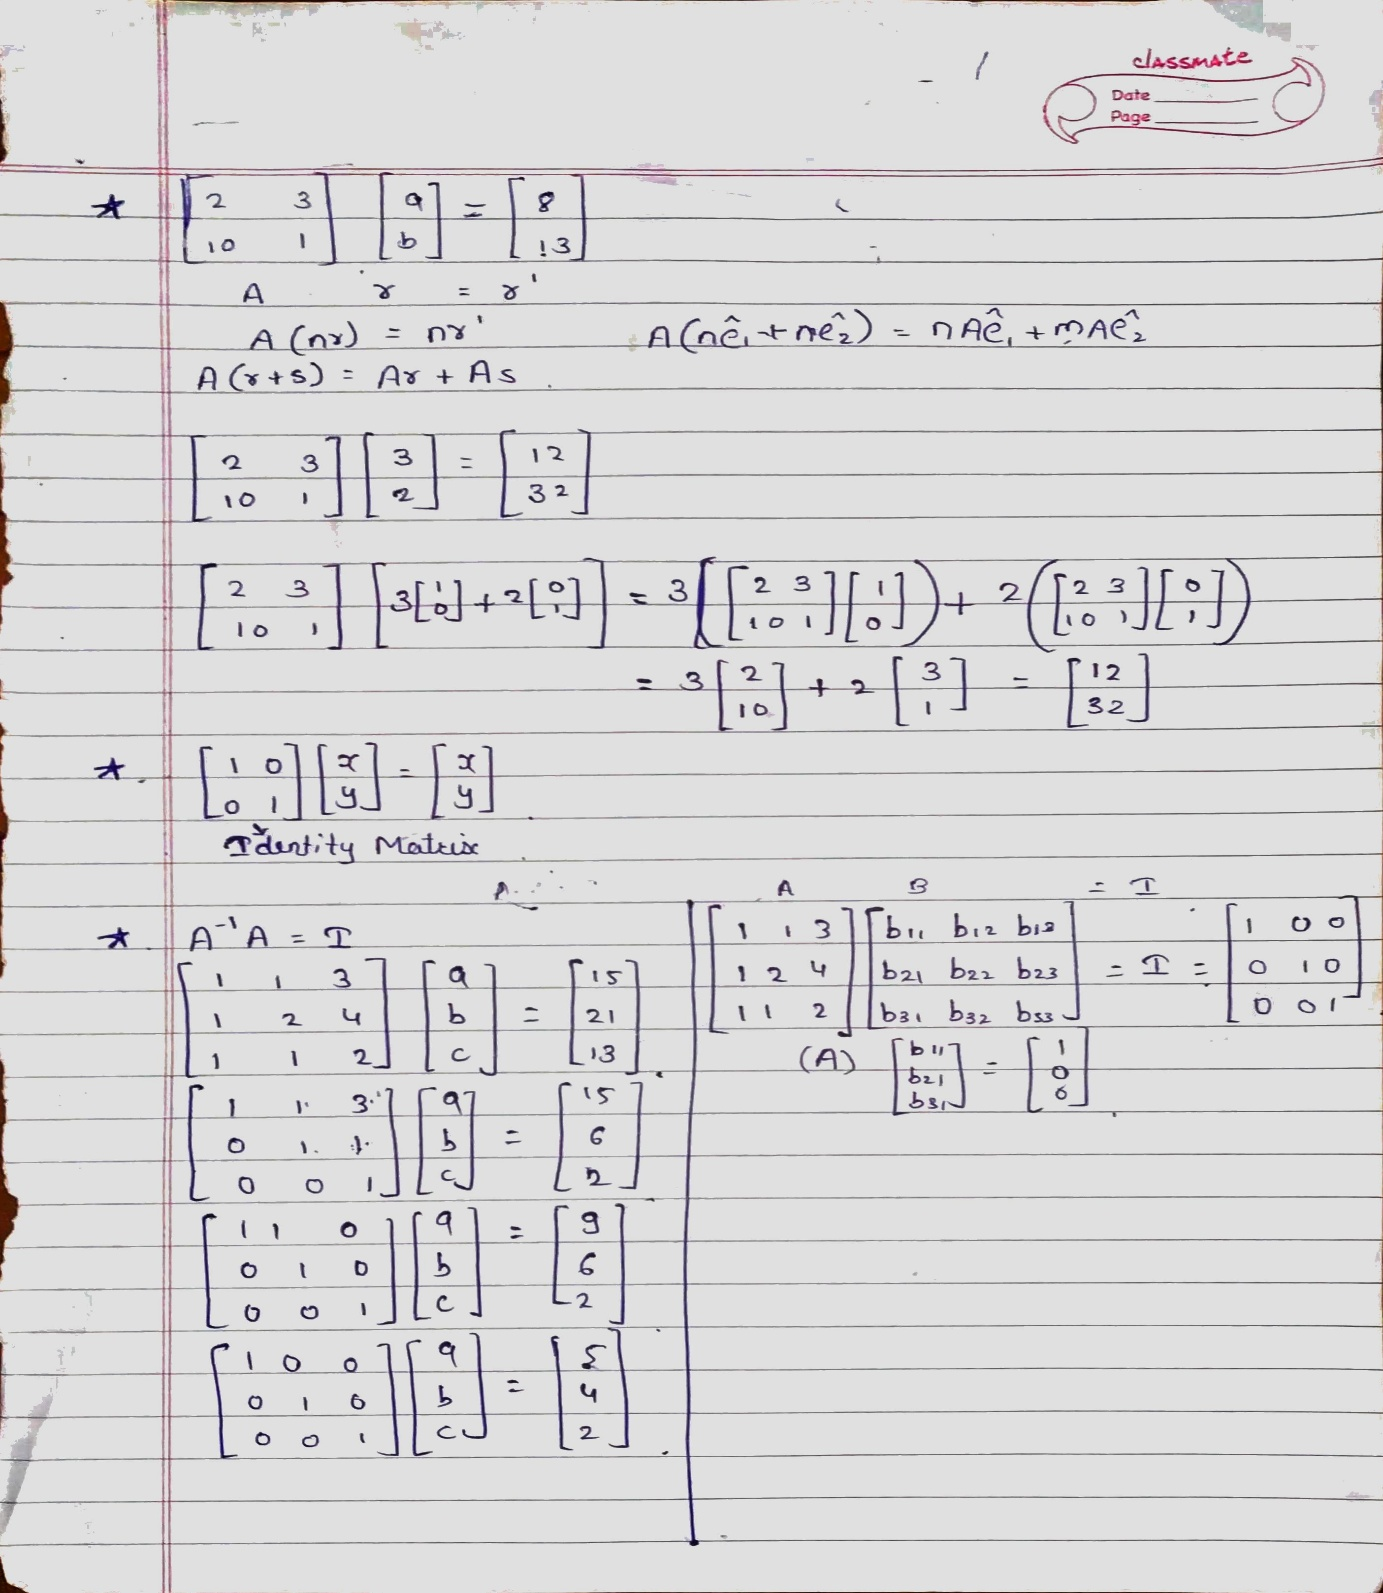 classmate
Date
Page
★ [2 3; 10 1] [a; b] = [8; 13]
A r = r'
A(nr) = nr' A(nê₁ + mê₂) = nAê₁ + mAê₂
A(r+s) = Ar + As
[2 3; 10 1] [3; 2] = [12; 32]
[2 3; 10 1] [3[1; 0] + 2[0; 1]] = 3([2 3; 10 1][1; 0]) + 2([2 3; 10 1][0; 1])
= 3[2; 10] + 2[3; 1] = [12; 32]
★. [1 0; 0 1] [x; y] = [x; y]
Identity Matrix
★. A⁻¹A = I
[1 1 3; 1 2 4; 1 1 2] [a; b; c] = [15; 21; 13]
[1 1 3; 0 1 1; 0 0 1] [a; b; c] = [15; 6; 2]
[1 1 0; 0 1 0; 0 0 1] [a; b; c] = [9; 6; 2]
[1 0 0; 0 1 0; 0 0 1] [a; b; c] = [5; 4; 2]
A B = I
[1 1 3; 1 2 4; 1 1 2] [b₁₁ b₁₂ b₁₃; b₂₁ b₂₂ b₂₃; b₃₁ b₃₂ b₃₃] = I = [1 0 0; 0 1 0; 0 0 1]
(A) [b₁₁; b₂₁; b₃₁] = [1; 0; 0]